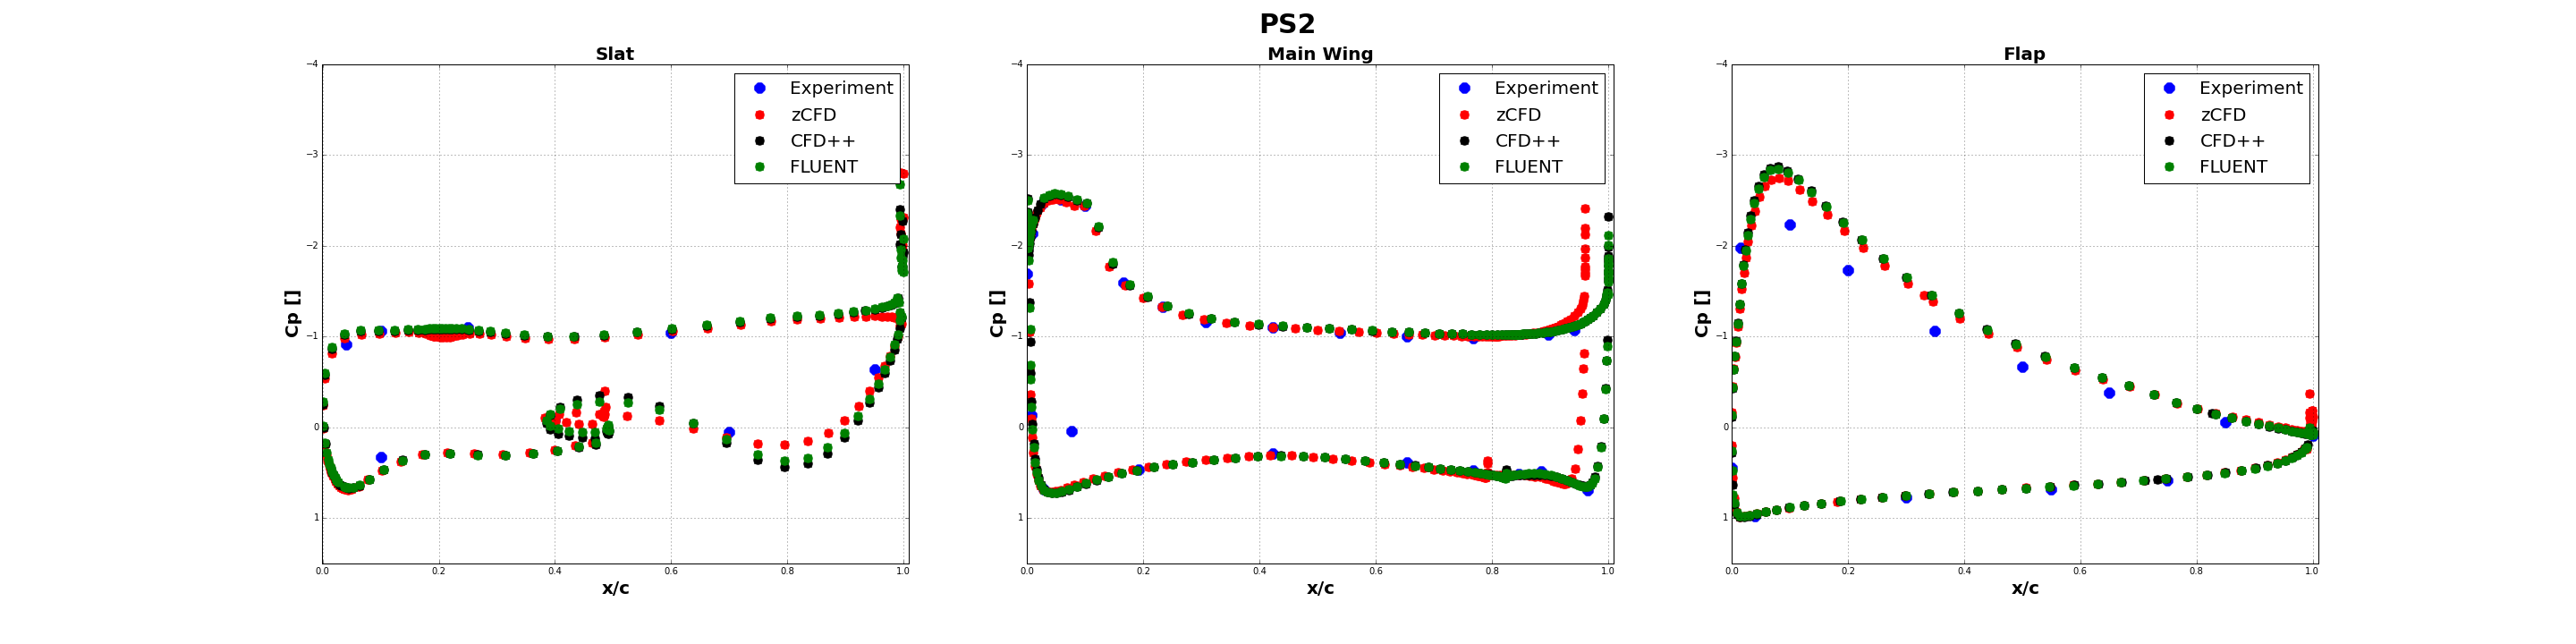 PS2
Slat
−4
−3
−2
−1
0
1
0.0 0.2 0.4 0.6 0.8 1.0
x/c
Cp []
Experiment
zCFD
CFD++
FLUENT
Main Wing
−4
−3
−2
−1
0
1
0.0 0.2 0.4 0.6 0.8 1.0
x/c
Cp []
Experiment
zCFD
CFD++
FLUENT
Flap
−4
−3
−2
−1
0
1
0.0 0.2 0.4 0.6 0.8 1.0
x/c
Cp []
Experiment
zCFD
CFD++
FLUENT